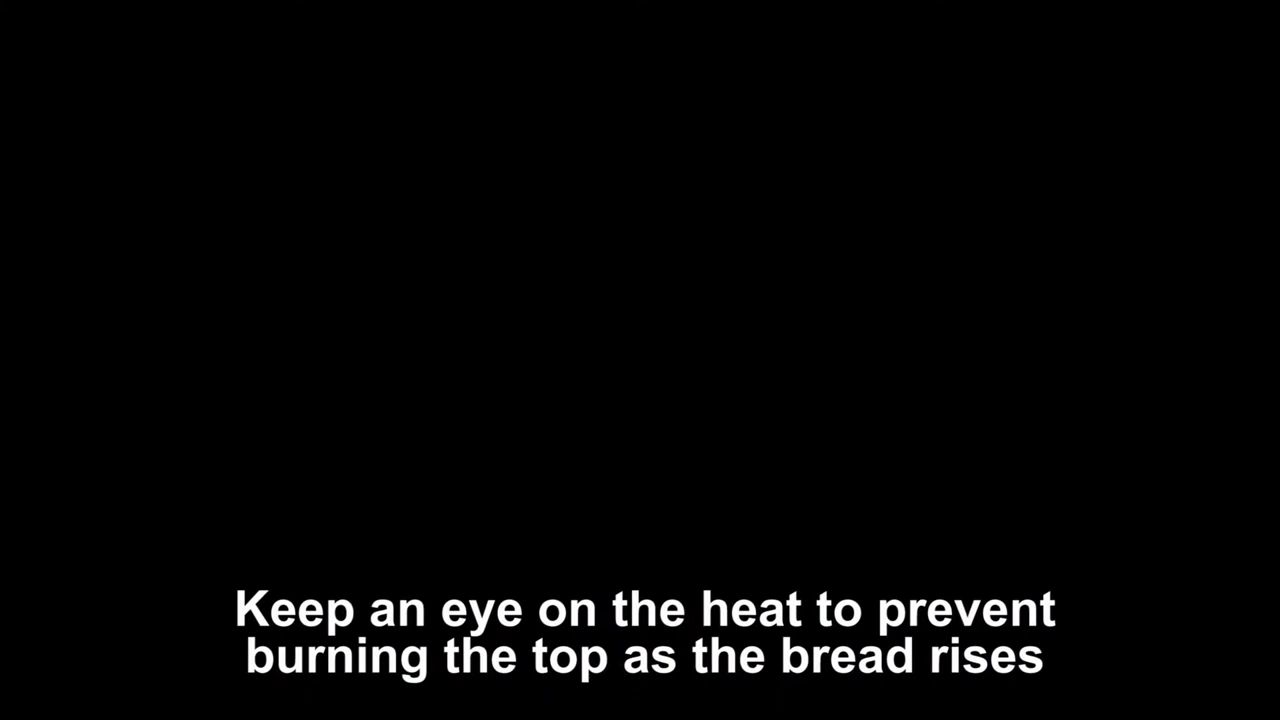 Keep an eye on the heat to prevent
burning the top as the bread rises